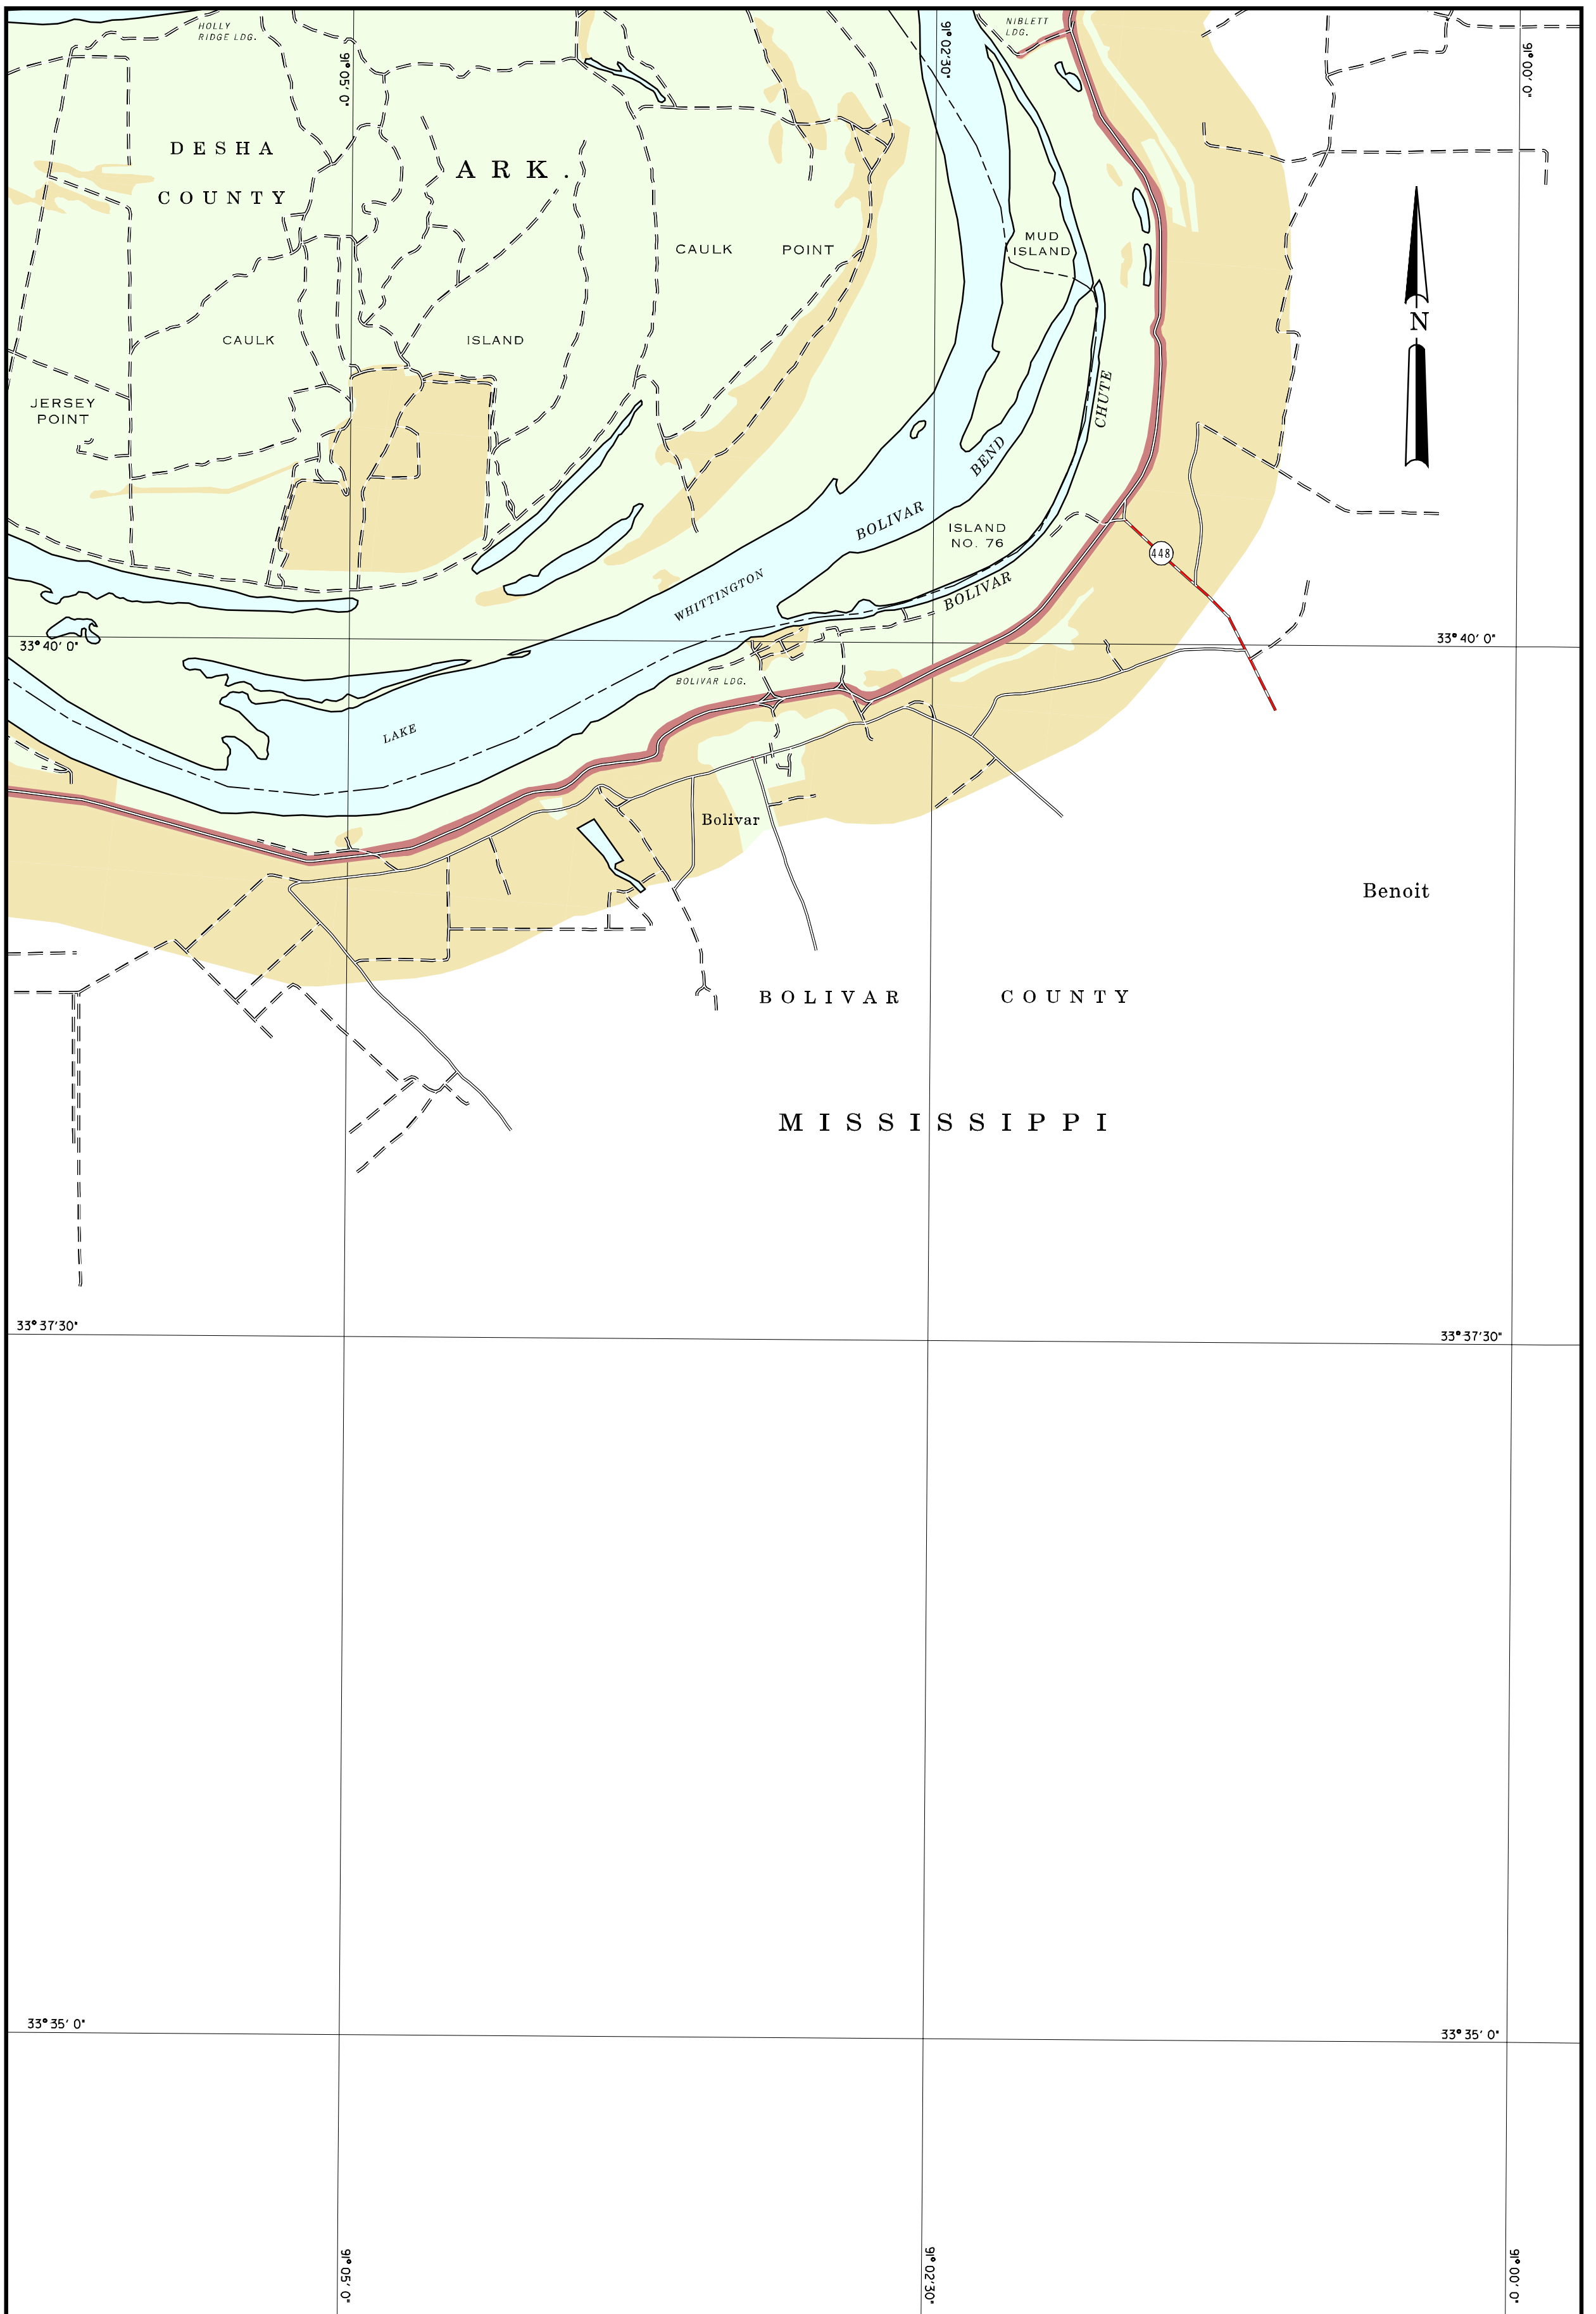 HOLLY
RIDGE LDG.
NIBLETT
LDG.
91° 05' 0"
91° 02' 30"
91° 00' 0"
DESHA
COUNTY
ARK.
CAULK POINT
MUD
ISLAND
N
CAULK ISLAND
JERSEY
POINT
CHUTE
BEND
BOLIVAR
ISLAND
NO. 76
448
WHITTINGTON
BOLIVAR
33° 40' 0"
33° 40' 0"
BOLIVAR LDG.
LAKE
Bolivar
Benoit
BOLIVAR COUNTY
MISSISSIPPI
33° 37' 30"
33° 37' 30"
33° 35' 0"
33° 35' 0"
91° 05' 0"
91° 02' 30"
91° 00' 0"